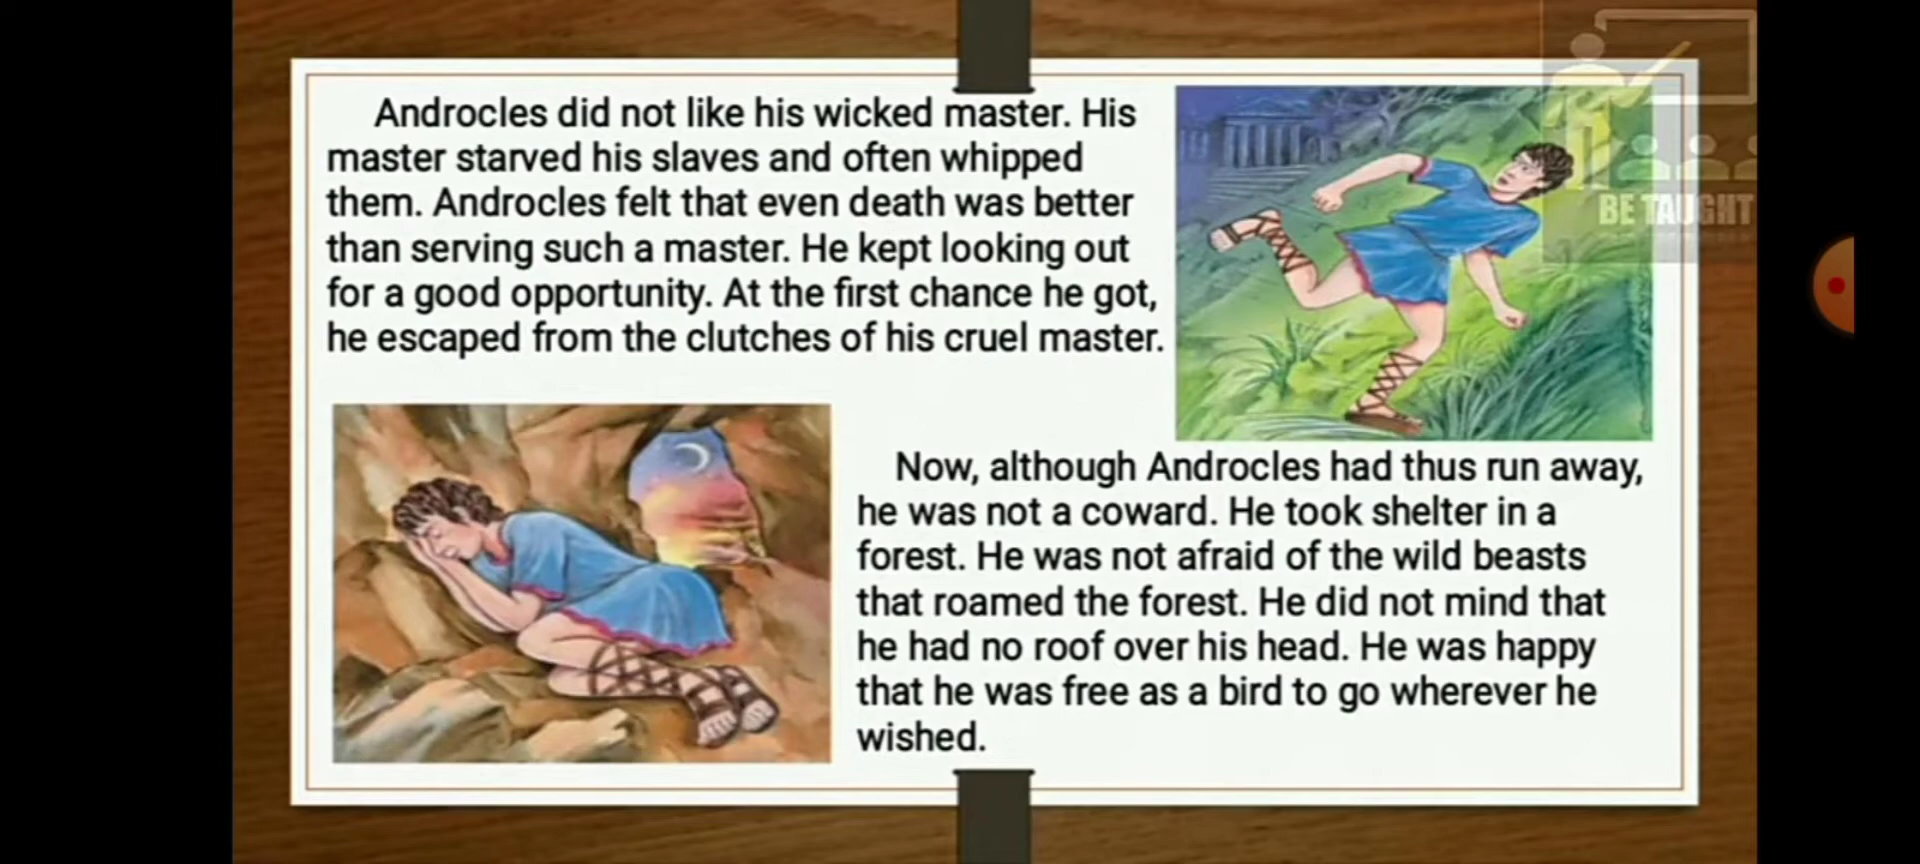 Androcles did not like his wicked master. His
master starved his slaves and often whipped
them. Androcles felt that even death was better
than serving such a master. He kept looking out
for a good opportunity. At the first chance he got,
he escaped from the clutches of his cruel master.
BE TAUGHT
Now, although Androcles had thus run away,
he was not a coward. He took shelter in a
forest. He was not afraid of the wild beasts
that roamed the forest. He did not mind that
he had no roof over his head. He was happy
that he was free as a bird to go wherever he
wished.